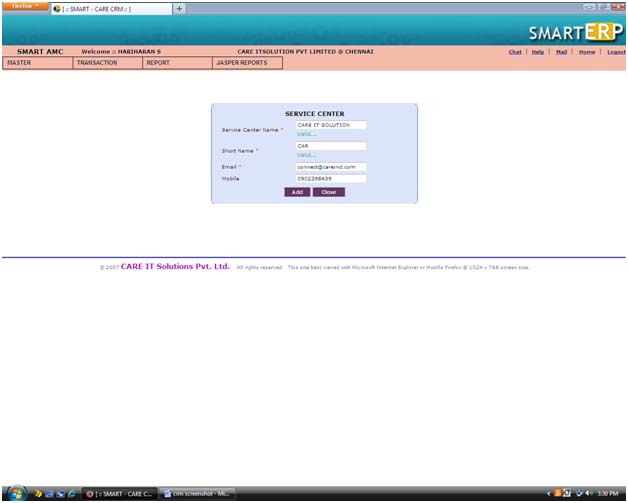 Firefox
[ :: SMART - CARE CRM :: ]
SMARTERP
SMART AMC Welcome :: HARIHARAN S CARE ITSOLUTION PVT LIMITED @ CHENNAI Chat | Help | Mail | Home | Logout
MASTER TRANSACTION REPORT JASPER REPORTS
SERVICE CENTER
Service Center Name * CARE IT SOLUTION
Valid...
Short Name * CAR
Valid...
Email * connect@careind.com
Mobile 0902398439
Add Close
© 2007 CARE IT Solutions Pvt. Ltd. All rights reserved. This site best viewed with Microsoft Internet Explorer or Mozilla Firefox @ 1024 x 768 screen size.
[ :: SMART - CARE C... crm screenshot - Mi... 3:30 PM